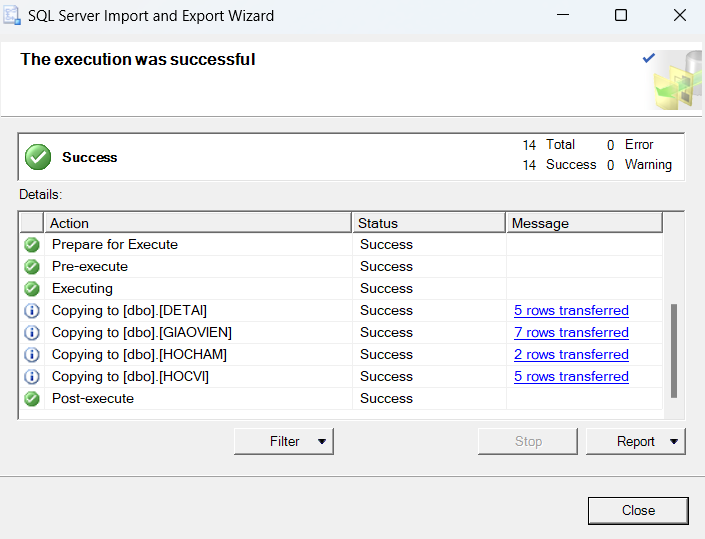 SQL Server Import and Export Wizard
The execution was successful
Success
14 Total 0 Error
14 Success 0 Warning
Details:
Action Status Message
Prepare for Execute Success
Pre-execute Success
Executing Success
Copying to [dbo].[DETAI] Success 5 rows transferred
Copying to [dbo].[GIAOVIEN] Success 7 rows transferred
Copying to [dbo].[HOCHAM] Success 2 rows transferred
Copying to [dbo].[HOCVI] Success 5 rows transferred
Post-execute Success
Filter Stop Report
Close